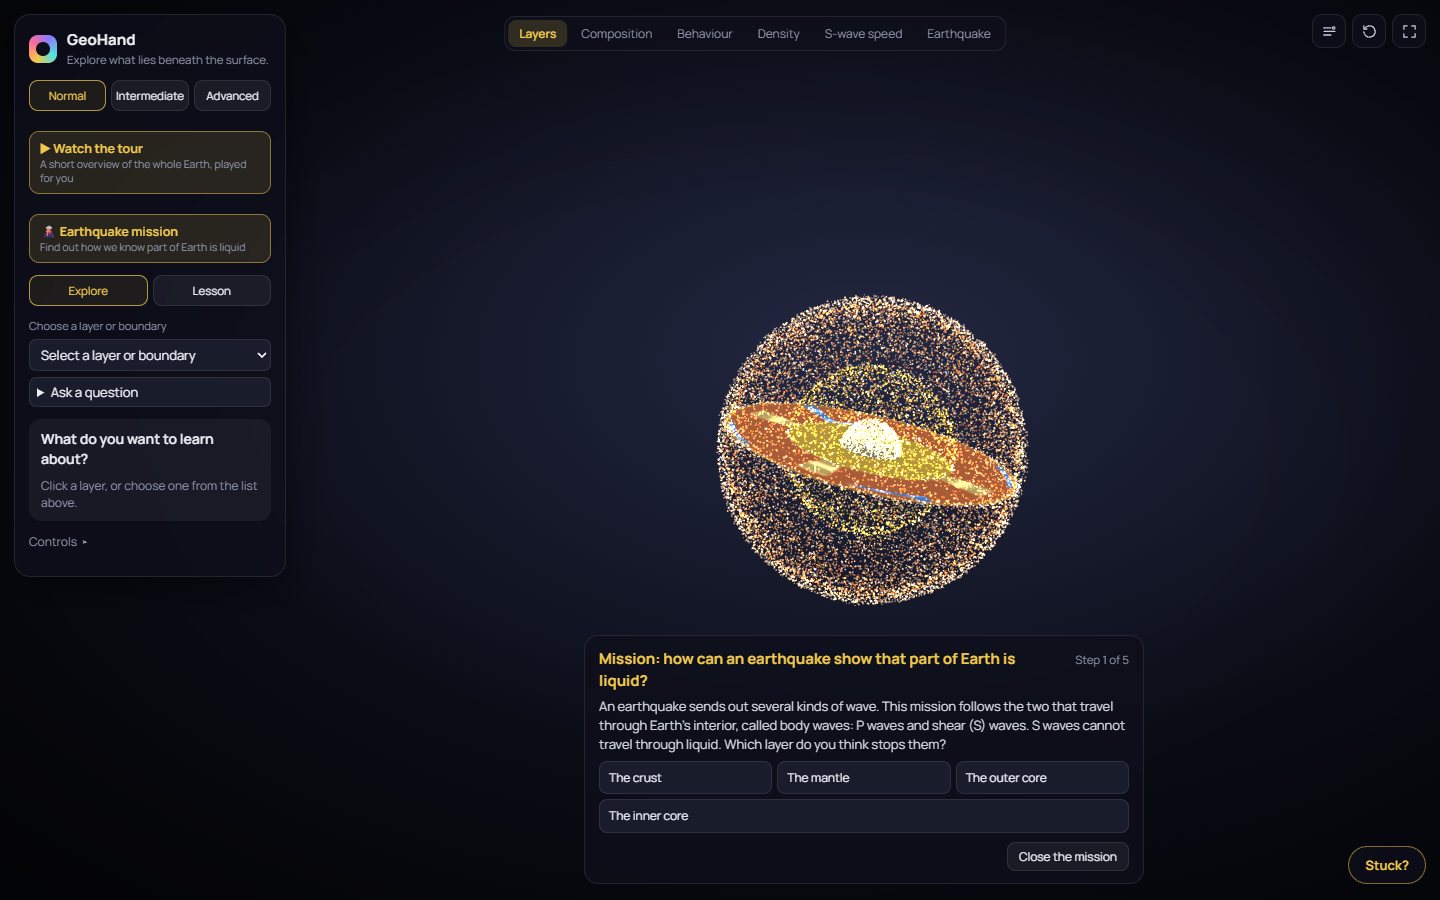 GeoHand
Explore what lies beneath the surface.
Normal
Intermediate
Advanced
▶ Watch the tour
A short overview of the whole Earth, played
for you
Earthquake mission
Find out how we know part of Earth is liquid
Explore
Lesson
Choose a layer or boundary
Select a layer or boundary
▶ Ask a question
What do you want to learn
about?
Click a layer, or choose one from the list
above.
Controls ▸
Layers
Composition
Behaviour
Density
S-wave speed
Earthquake
Mission: how can an earthquake show that part of Earth is
liquid?
Step 1 of 5
An earthquake sends out several kinds of wave. This mission follows the two that travel
through Earth's interior, called body waves: P waves and shear (S) waves. S waves cannot
travel through liquid. Which layer do you think stops them?
The crust
The mantle
The outer core
The inner core
Close the mission
Stuck?